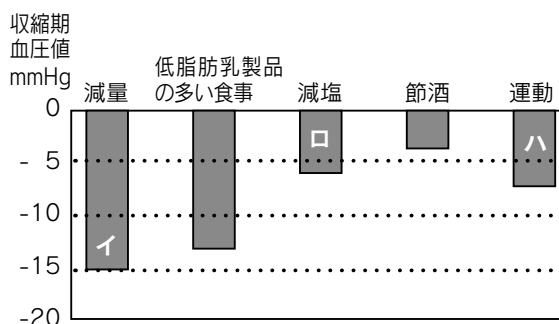 収縮期
血圧値
mmHg
減量
低脂肪乳製品
の多い食事
減塩
節酒
運動
0
- 5
-10
-15
-20
イ
ロ
ハ